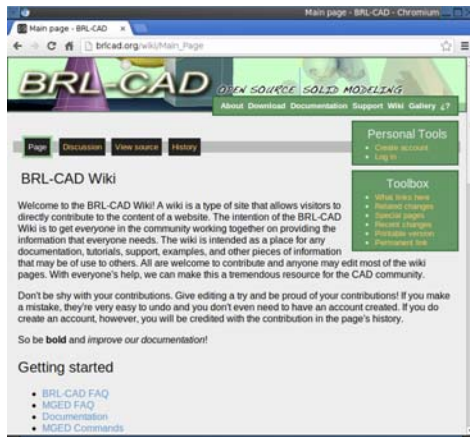 Main page - BRL-CAD - Chromium
Main page - BRL-CAD
brlcad.org/wiki/Main_Page
BRL-CAD OPEN SOURCE SOLID MODELING
About Download Documentation Support Wiki Gallery ¿?
Page Discussion View source History
Personal Tools
Create account
Log in
Toolbox
What links here
Related changes
Special pages
Recent changes
Printable version
Permanent link
BRL-CAD Wiki
Welcome to the BRL-CAD Wiki! A wiki is a type of site that allows visitors to
directly contribute to the content of a website. The intention of the BRL-CAD
Wiki is to get everyone in the community working together on providing the
information that everyone needs. The wiki is intended as a place for any
documentation, tutorials, support, examples, and other pieces of information
that may be of use to others. All are welcome to contribute and anyone may edit most of the wiki
pages. With everyone's help, we can make this a tremendous resource for the CAD community.
Don't be shy with your contributions. Give editing a try and be proud of your contributions! If you make
a mistake, they're very easy to undo and you don't even need to have an account created. If you do
create an account, however, you will be credited with the contribution in the page's history.
So be bold and improve our documentation!
Getting started
BRL-CAD FAQ
MGED FAQ
Documentation
MGED Commands